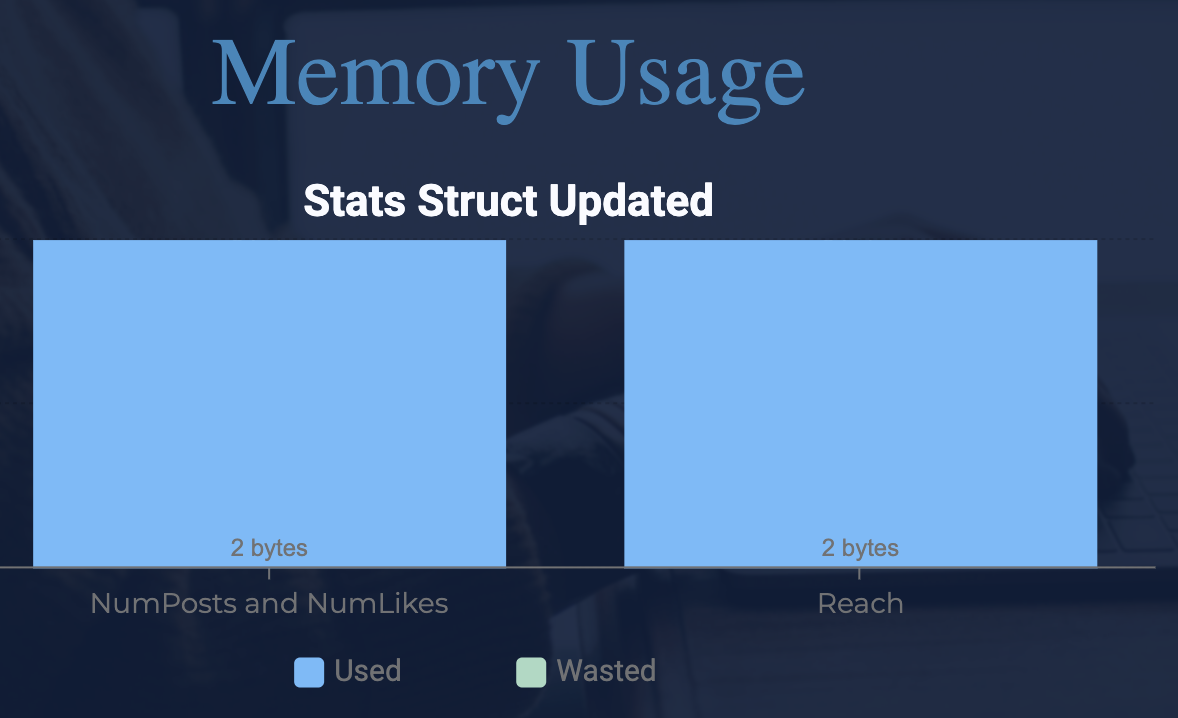 Memory Usage
Stats Struct Updated
2 bytes
2 bytes
NumPosts and NumLikes
Reach
Used
Wasted